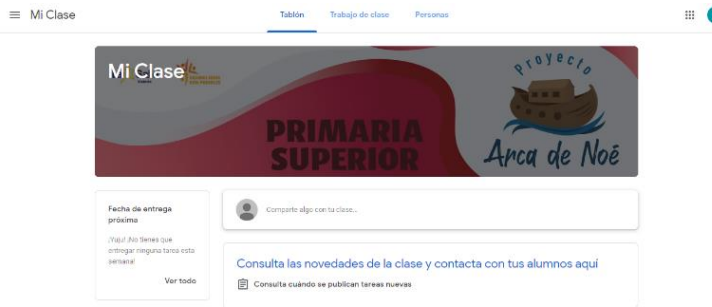 Mi Clase
Tablón
Trabajo de clase
Personas
Mi Clase
PRIMARIA
SUPERIOR
Proyecto
Arca de Noé
Fecha de entrega
próxima
¡Yuju! ¡No tienes que
entregar ninguna tarea esta
semana!
Ver todo
Comparte algo con tu clase...
Consulta las novedades de la clase y contacta con tus alumnos aquí
Consulta cuándo se publican tareas nuevas